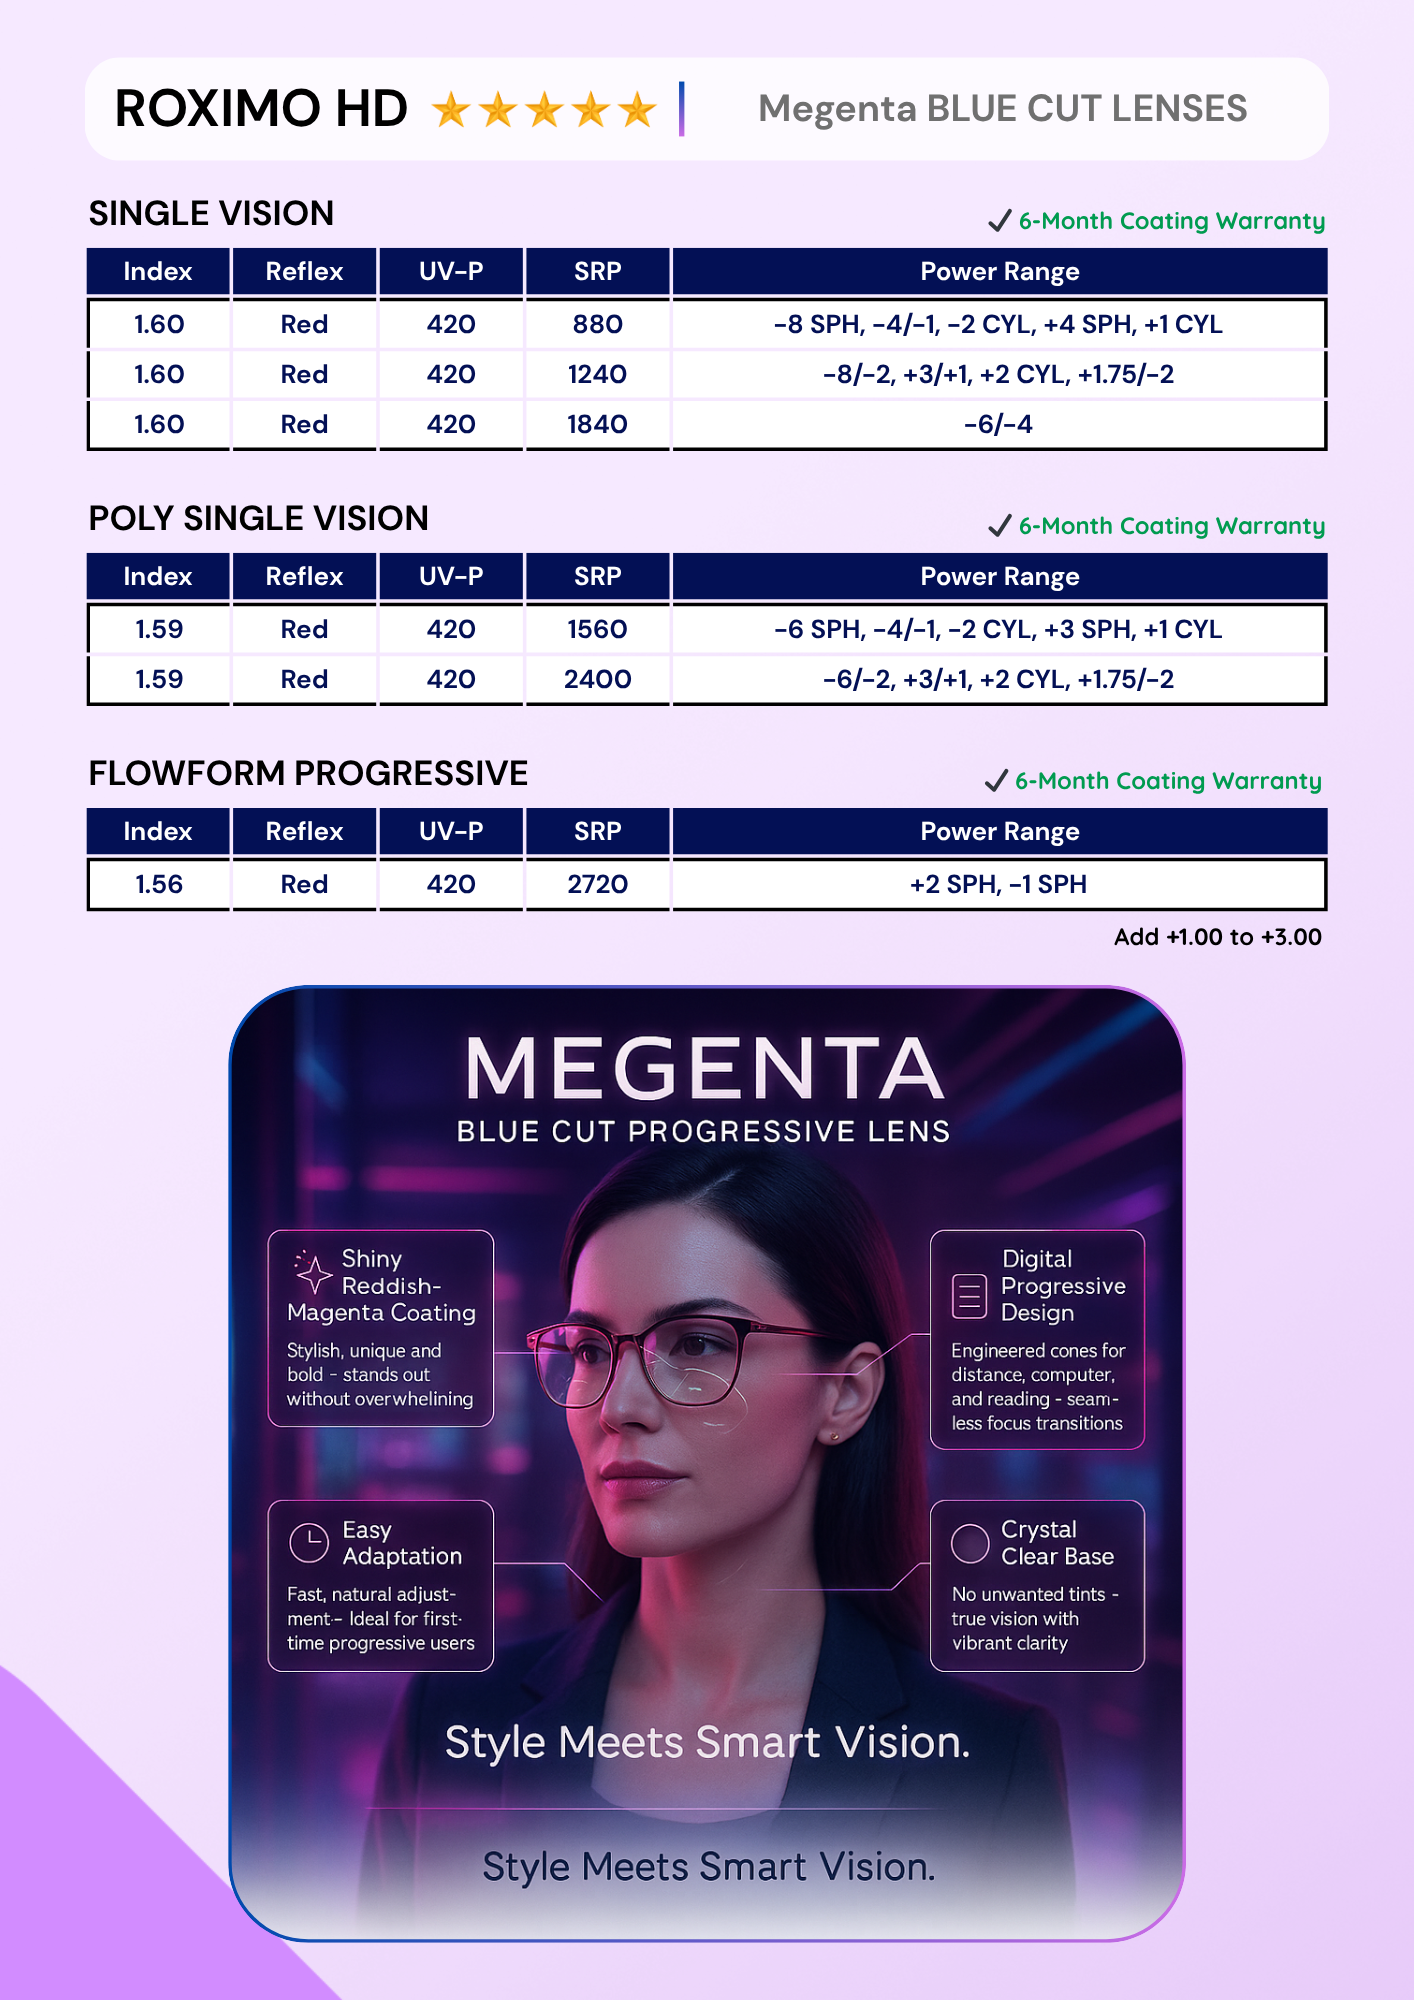 ROXIMO HD ⭐⭐⭐⭐⭐ | Megenta BLUE CUT LENSES
SINGLE VISION
✓ 6-Month Coating Warranty
Index Reflex UV-P SRP Power Range
1.60 Red 420 880 -8 SPH, -4/-1, -2 CYL, +4 SPH, +1 CYL
1.60 Red 420 1240 -8/-2, +3/+1, +2 CYL, +1.75/-2
1.60 Red 420 1840 -6/-4
POLY SINGLE VISION
✓ 6-Month Coating Warranty
Index Reflex UV-P SRP Power Range
1.59 Red 420 1560 -6 SPH, -4/-1, -2 CYL, +3 SPH, +1 CYL
1.59 Red 420 2400 -6/-2, +3/+1, +2 CYL, +1.75/-2
FLOWFORM PROGRESSIVE
✓ 6-Month Coating Warranty
Index Reflex UV-P SRP Power Range
1.56 Red 420 2720 +2 SPH, -1 SPH
Add +1.00 to +3.00
MEGENTA
BLUE CUT PROGRESSIVE LENS
Shiny
Reddish-
Magenta Coating
Stylish, unique and
bold - stands out
without overwhelining
Digital
Progressive
Design
Engineered cones for
distance, computer,
and reading - seam-
less focus transitions
Easy
Adaptation
Fast, natural adjust-
ment-- Ideal for first-
time progressive users
Crystal
Clear Base
No unwanted tints -
true vision with
vibrant clarity
Style Meets Smart Vision.
Style Meets Smart Vision.